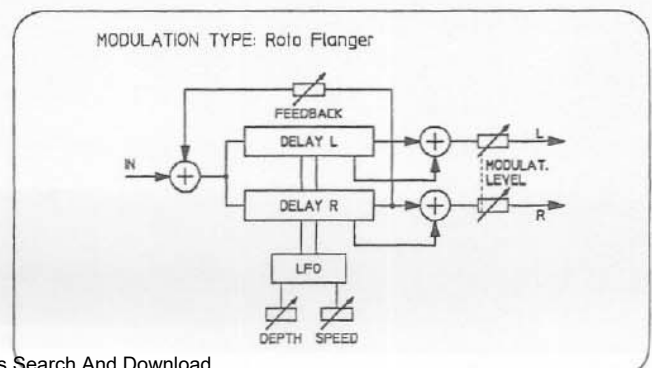 MODULATION TYPE: Roto Flanger
FEEDBACK
DELAY L
L
IN
MODULAT.
LEVEL
DELAY R
R
LFO
DEPTH SPEED
s Search And Download